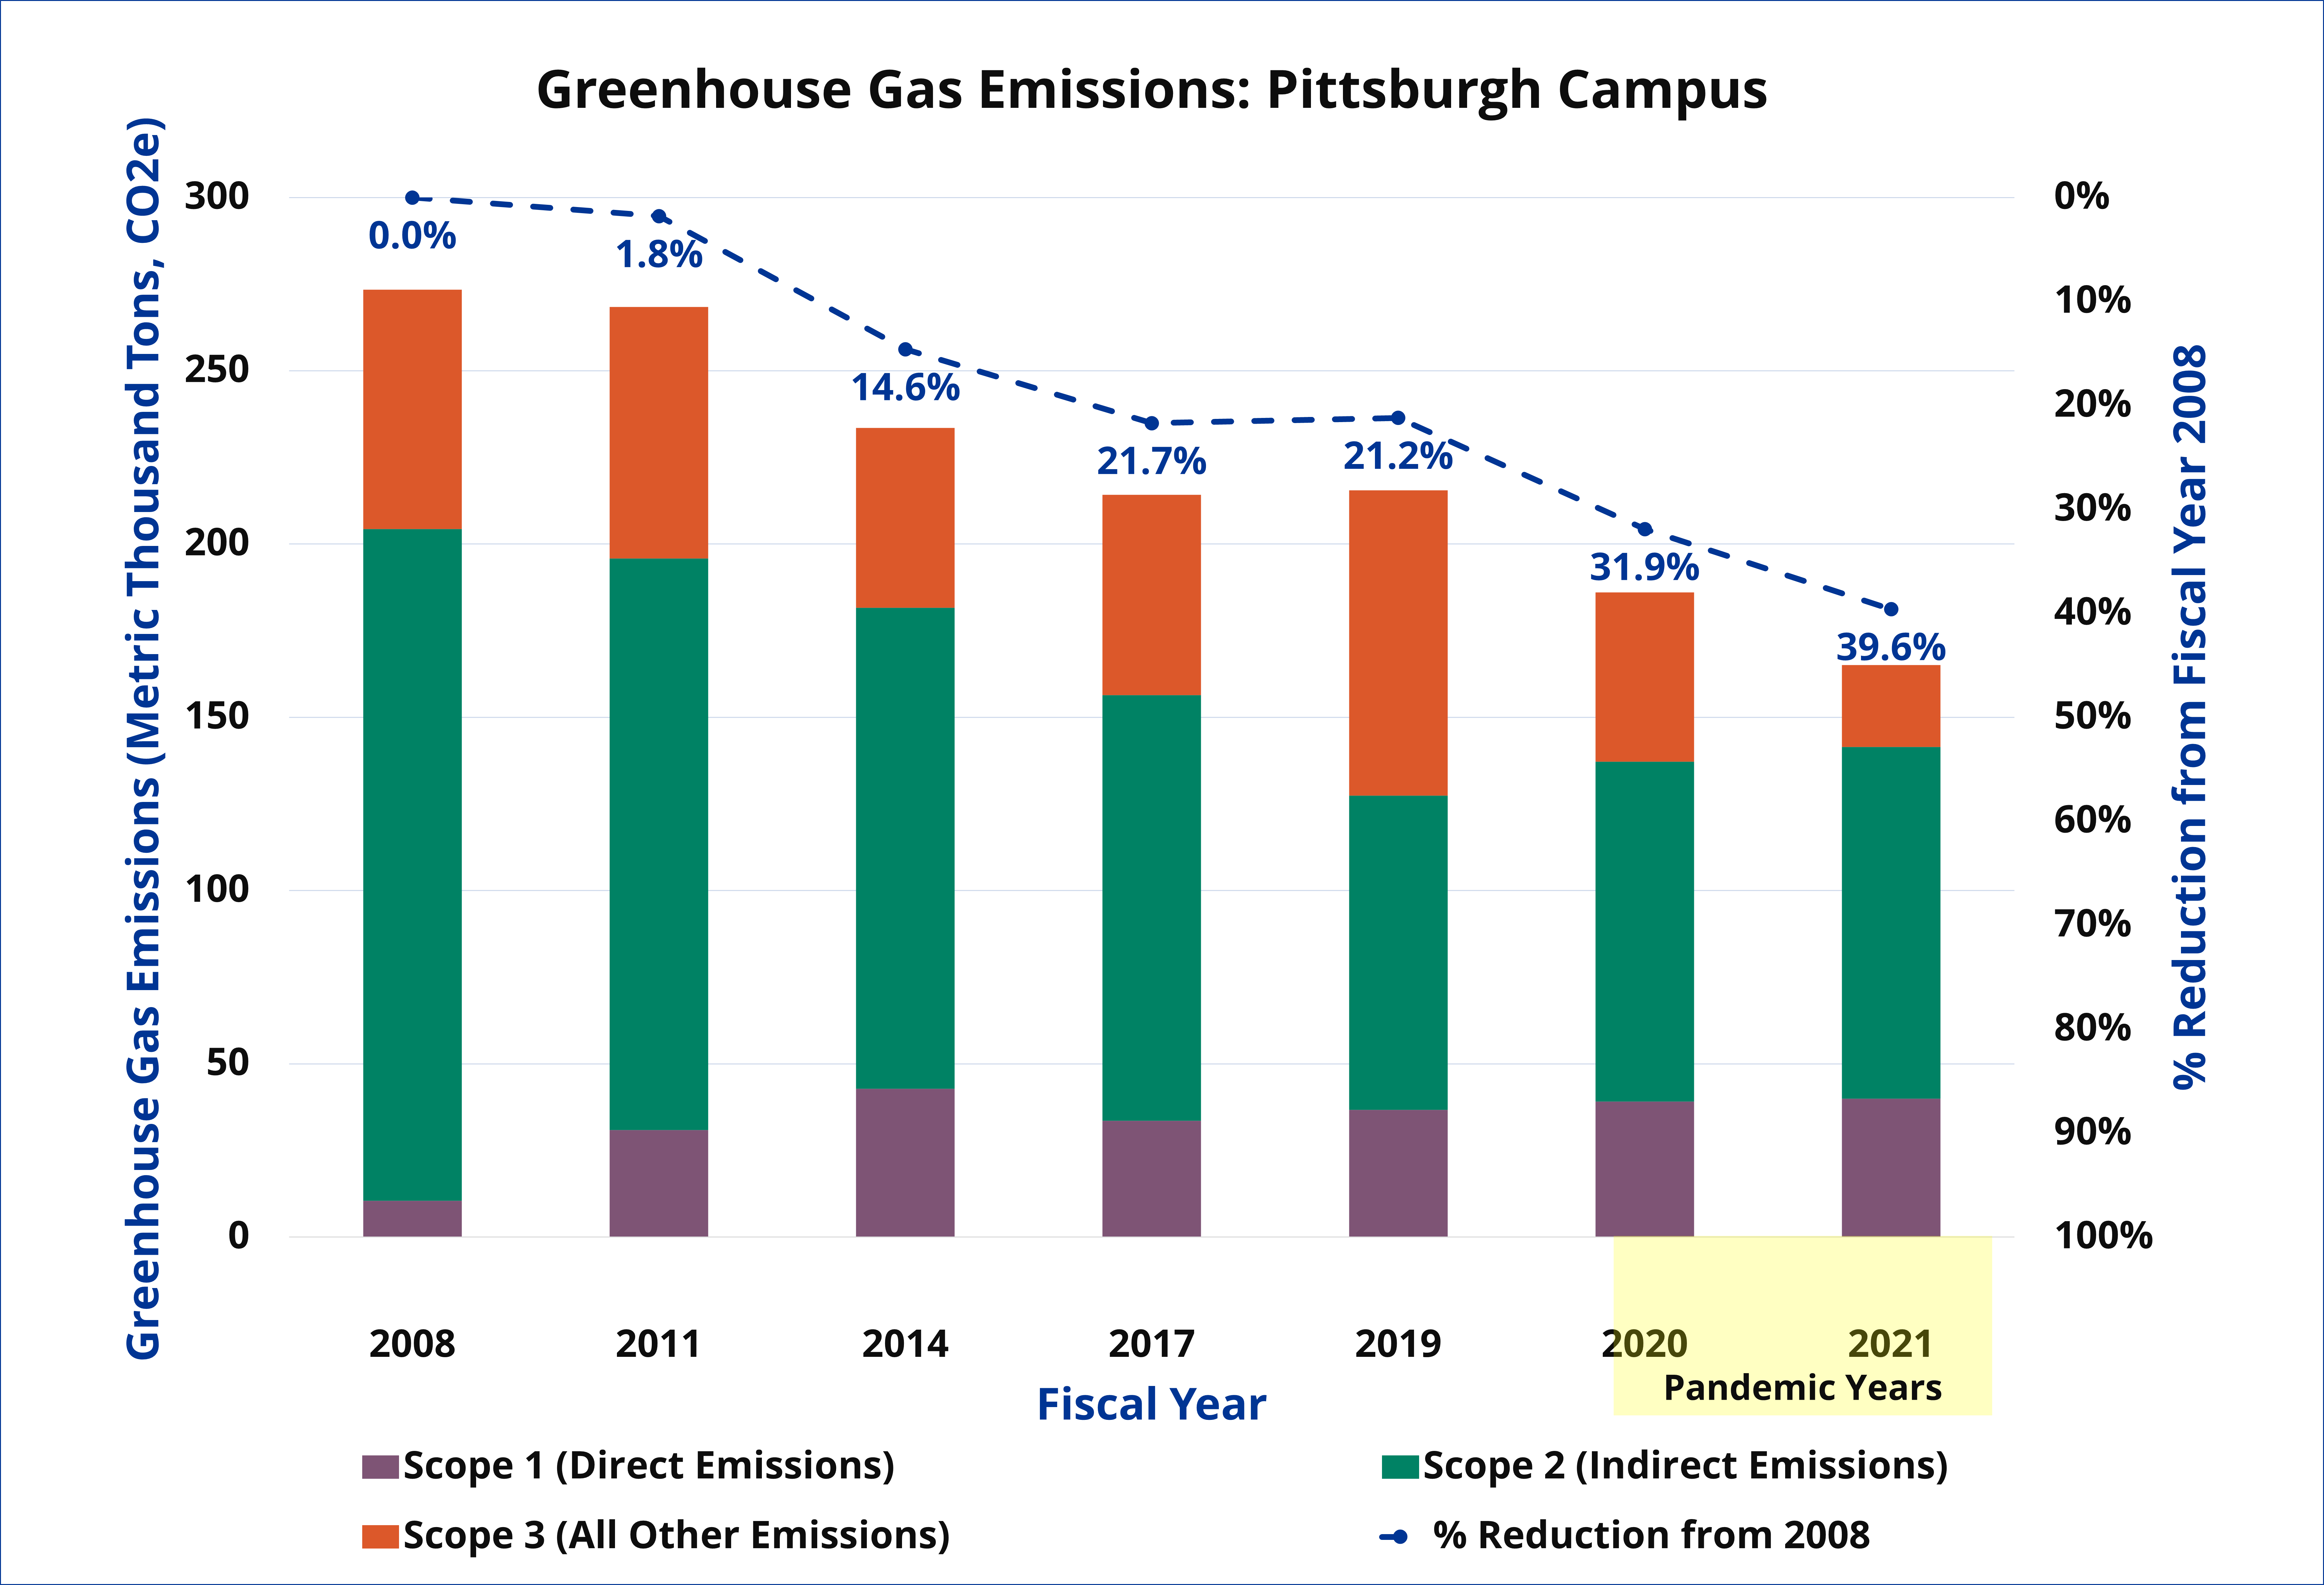 Greenhouse Gas Emissions: Pittsburgh Campus
Greenhouse Gas Emissions (Metric Thousand Tons, CO2e)
300
250
200
150
100
50
0
0.0%
1.8%
14.6%
21.7%
21.2%
31.9%
39.6%
0%
10%
20%
30%
40%
50%
60%
70%
80%
90%
100%
% Reduction from Fiscal Year 2008
2008 2011 2014 2017 2019 2020 2021
Pandemic Years
Fiscal Year
Scope 1 (Direct Emissions)
Scope 2 (Indirect Emissions)
Scope 3 (All Other Emissions)
% Reduction from 2008